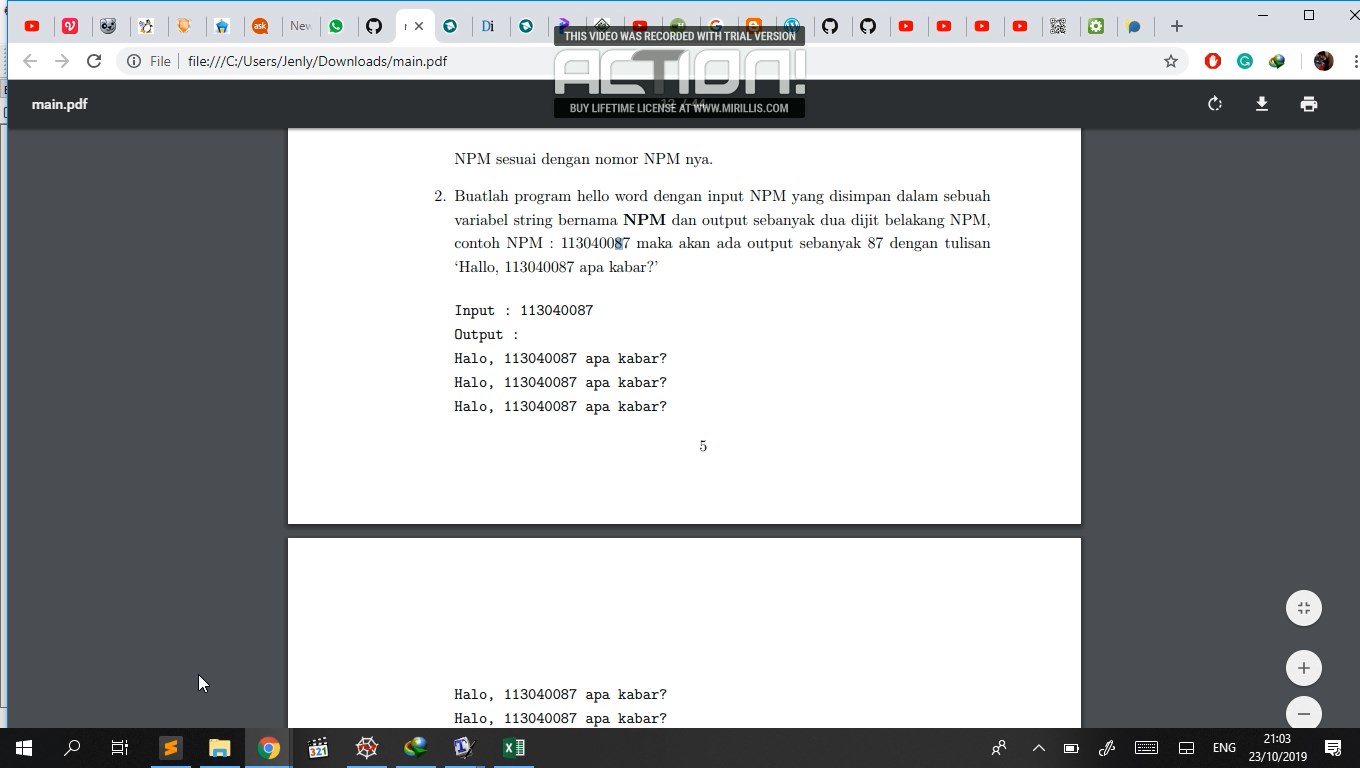 ask
New
Di
THIS VIDEO WAS RECORDED WITH TRIAL VERSION
File
file:///C:/Users/Jenly/Downloads/main.pdf
ACTION!
BUY LIFETIME LICENSE AT WWW.MIRILLIS.COM
main.pdf
NPM sesuai dengan nomor NPM nya.
2. Buatlah program hello word dengan input NPM yang disimpan dalam sebuah
variabel string bernama NPM dan output sebanyak dua dijit belakang NPM,
contoh NPM : 113040087 maka akan ada output sebanyak 87 dengan tulisan
‘Hallo, 113040087 apa kabar?’
Input : 113040087
Output :
Halo, 113040087 apa kabar?
Halo, 113040087 apa kabar?
Halo, 113040087 apa kabar?
5
Halo, 113040087 apa kabar?
Halo, 113040087 apa kabar?
321
ENG
21:03
23/10/2019